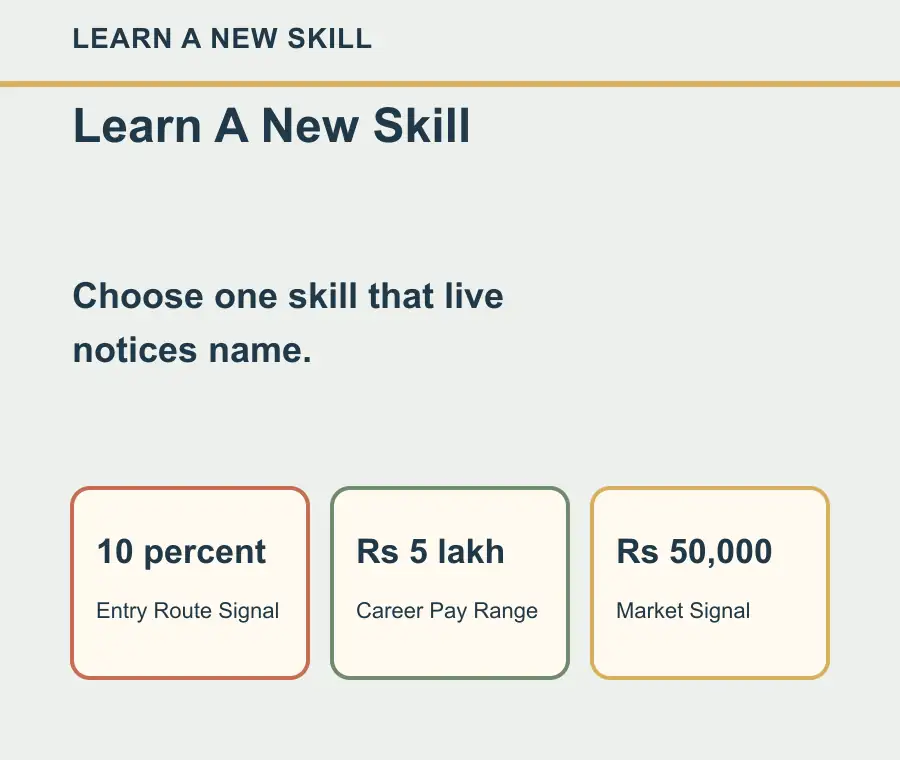 LEARN A NEW SKILL
Learn A New Skill
Choose one skill that live
notices name.
10 percent
Entry Route Signal
Rs 5 lakh
Career Pay Range
Rs 50,000
Market Signal